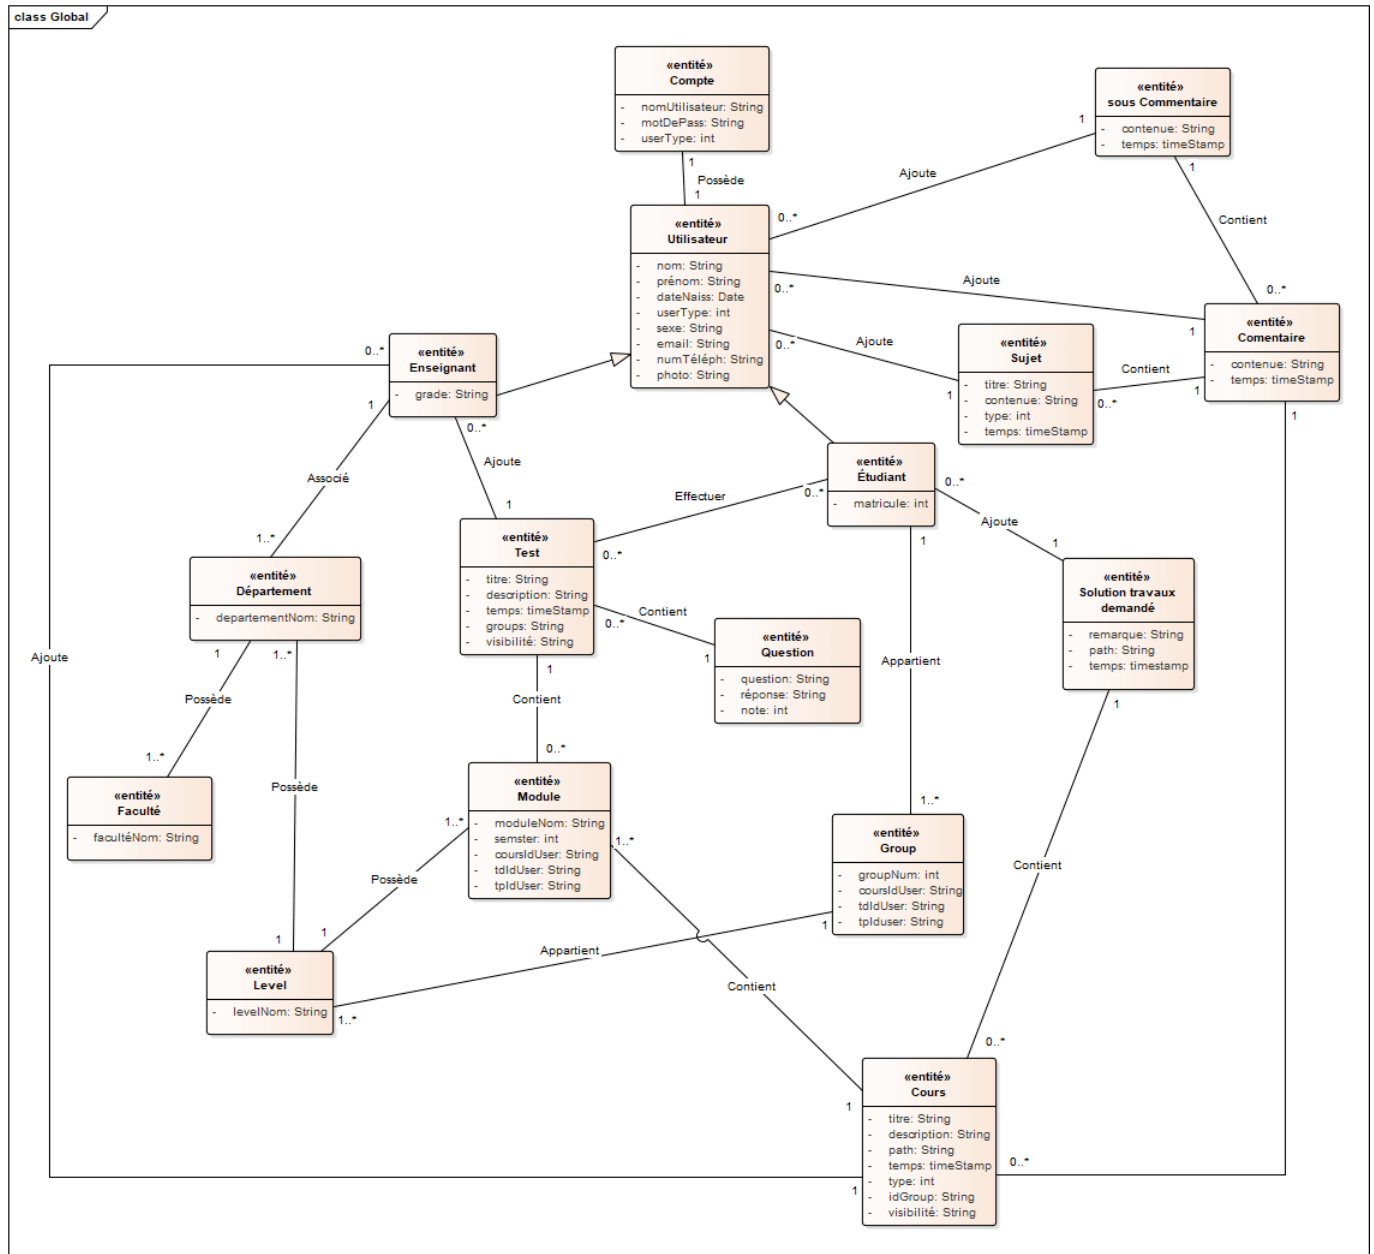 class Global
«entité»
Compte
- nomUtilisateur: String
- motDePass: String
- userType: int
«entité»
sous Commentaire
- contenue: String
- temps: timeStamp
1
Possède
1
1
Ajoute
0..*
1
Contient
0..*
«entité»
Utilisateur
- nom: String
- prénom: String
- dateNaiss: Date
- userType: int
- sexe: String
- email: String
- numTéléph: String
- photo: String
Ajoute
0..*
1
Ajoute
0..*
1
«entité»
Comentaire
- contenue: String
- temps: timeStamp
«entité»
Sujet
- titre: String
- contenue: String
- type: int
- temps: timeStamp
Contient
0..*
1
1
«entité»
Enseignant
- grade: String
0..*
1
0..*
Ajoute
1
Associé
1..*
«entité»
Étudiant
- matricule: int
0..*
Effectuer
0..*
0..*
Ajoute
1
1
«entité»
Test
- titre: String
- description: String
- temps: timeStamp
- groups: String
- visibilité: String
«entité»
Département
- departementNom: String
«entité»
Solution travaux
demandé
- remarque: String
- path: String
- temps: timestamp
Contient
0..*
1
«entité»
Question
- question: String
- réponse: String
- note: int
Ajoute
1
1..*
Possède
1..*
1
Contient
0..*
Appartient
1..*
1
«entité»
Faculté
- facultéNom: String
Possède
1
«entité»
Module
- moduleNom: String
- semster: int
- coursIdUser: String
- tdIdUser: String
- tpIdUser: String
1..*
1..*
Possède
1
«entité»
Group
- groupNum: int
- coursIdUser: String
- tdIdUser: String
- tpIduser: String
1
Contient
0..*
Appartient
1..*
«entité»
Level
- levelNom: String
Contient
1
«entité»
Cours
- titre: String
- description: String
- path: String
- temps: timeStamp
- type: int
- idGroup: String
- visibilité: String
0..*
1